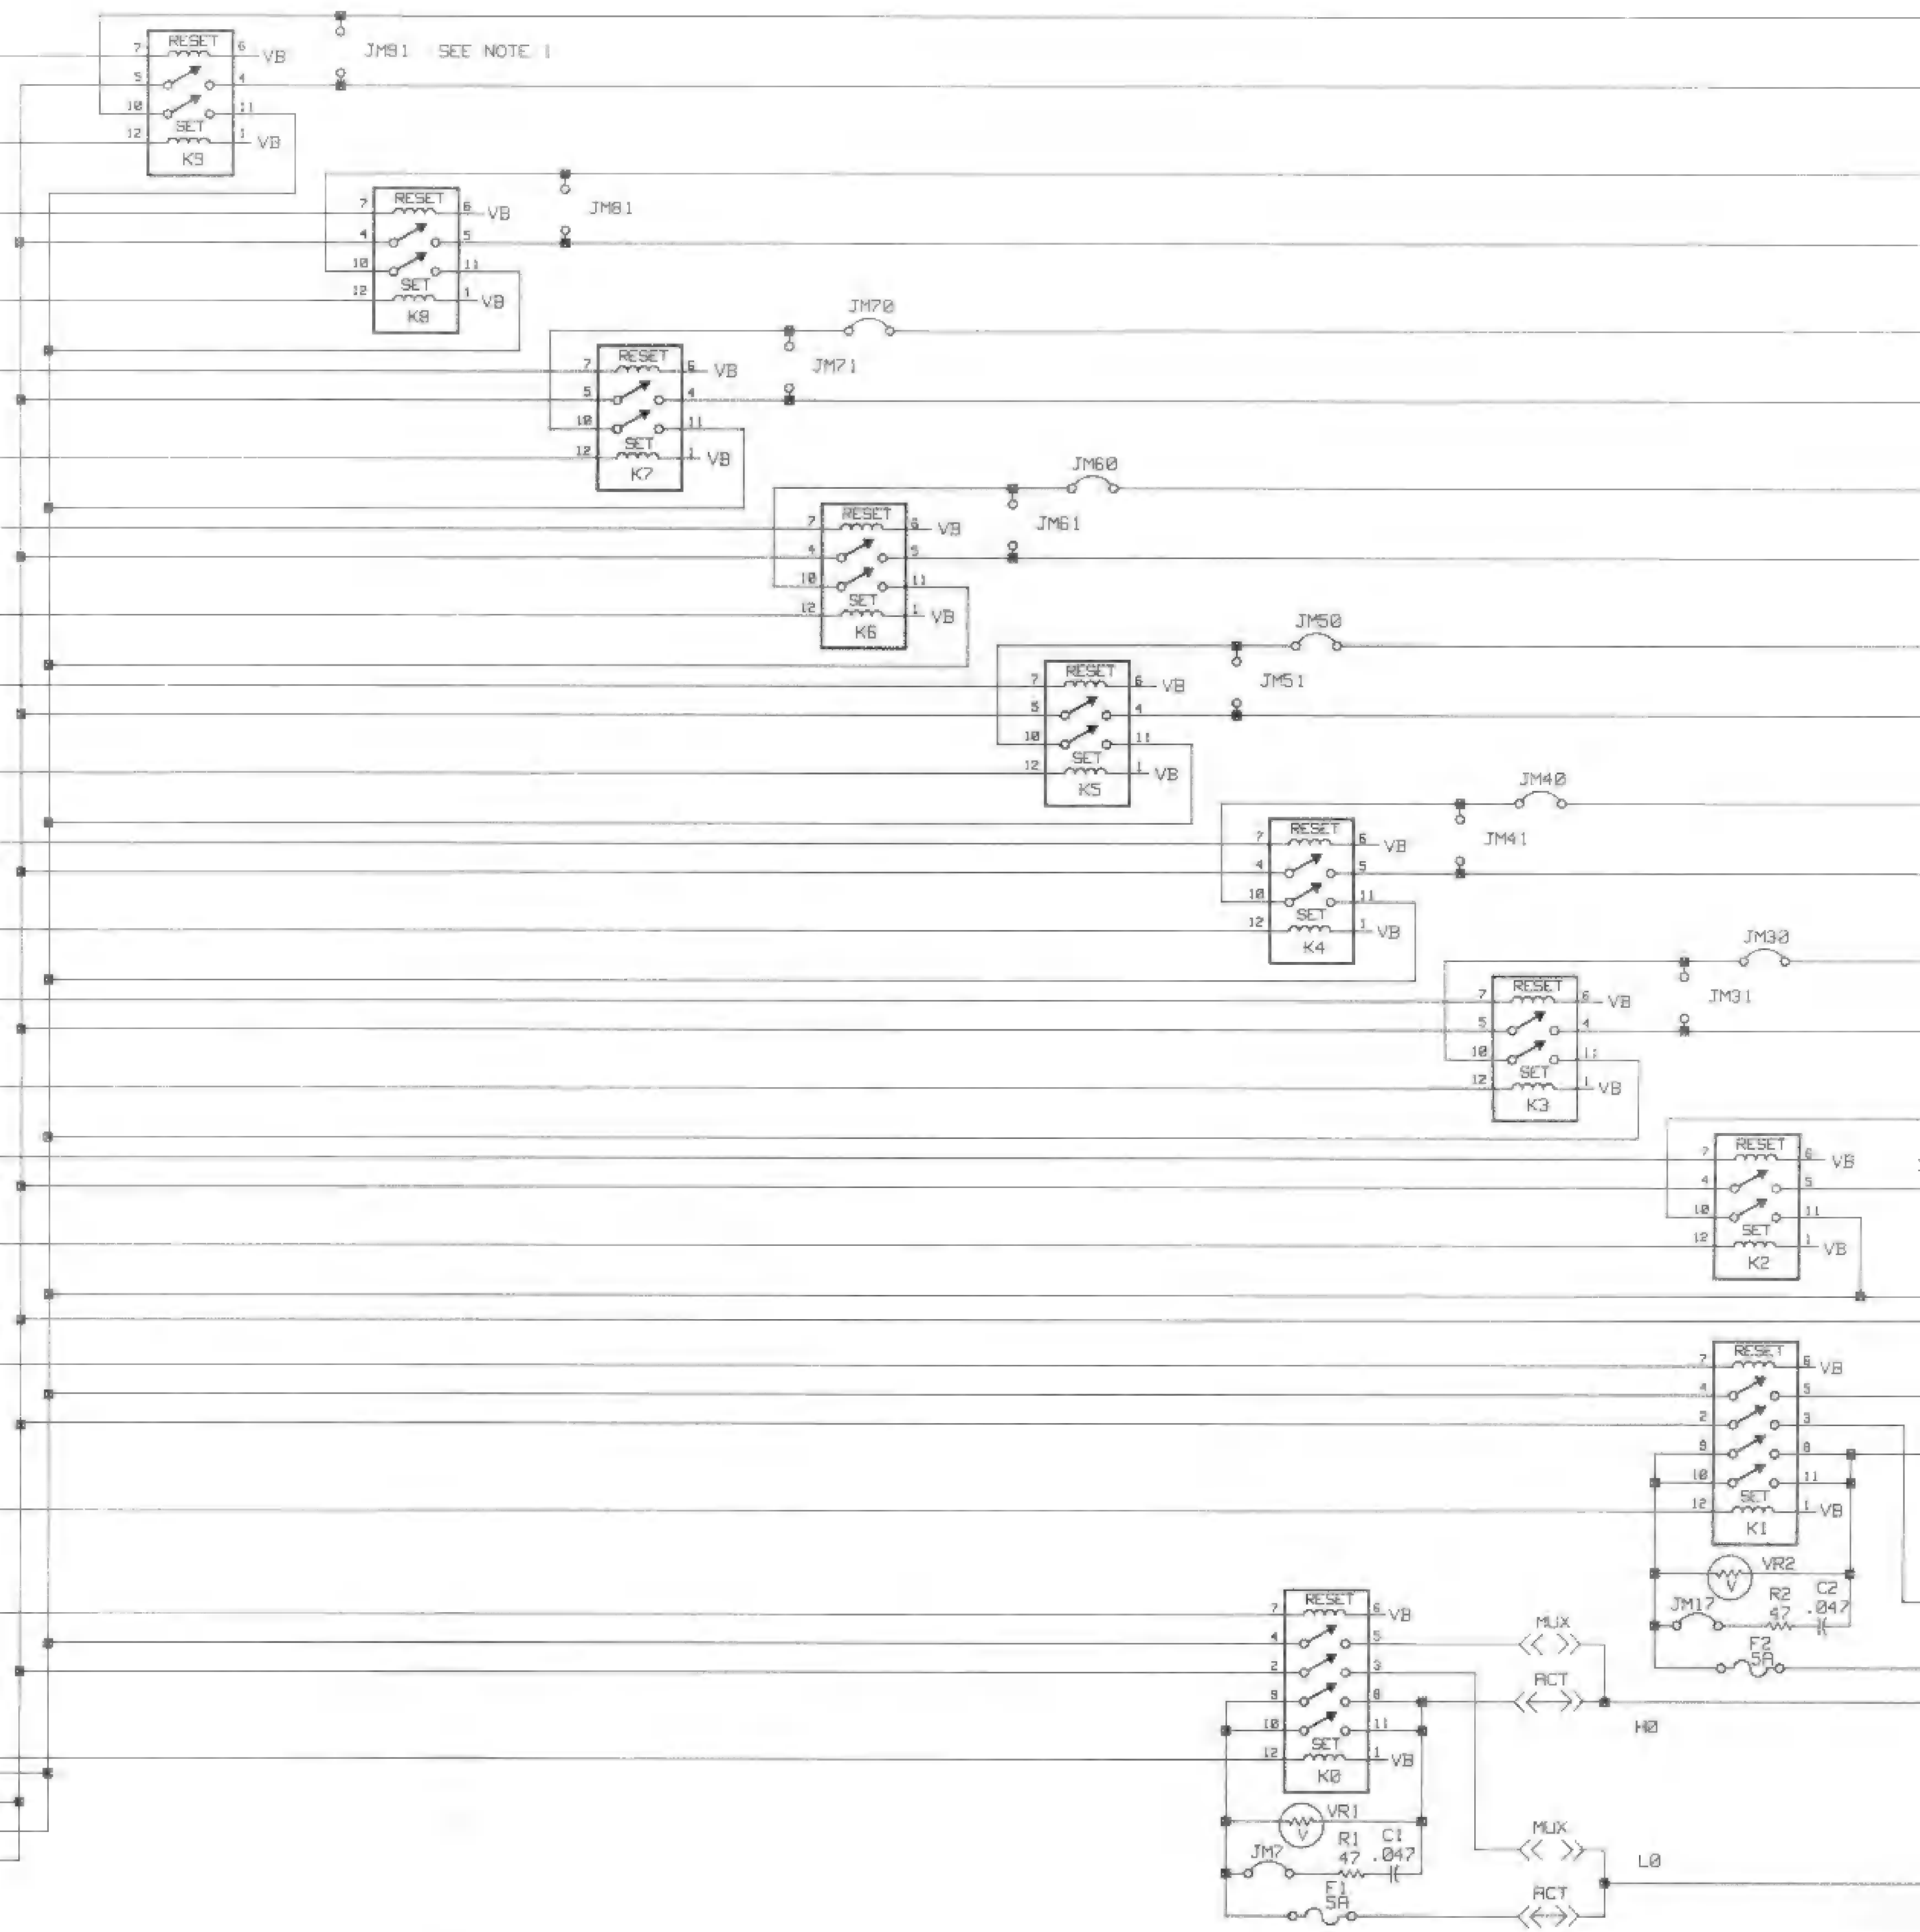 RESET
7
6
VB
JM91 SEE NOTE 1
5
4
10
11
SET
12
1
VB
K9
RESET
7
6
VB
JM81
4
5
10
11
SET
12
1
VB
K8
JM70
RESET
7
6
VB
JM71
5
4
10
11
SET
12
1
VB
K7
JM60
RESET
7
6
VB
JM61
4
5
10
11
SET
12
1
VB
K6
JM50
RESET
7
6
VB
JM51
5
4
10
11
SET
12
1
VB
K5
JM40
RESET
7
6
VB
JM41
4
5
10
11
SET
12
1
VB
K4
JM30
RESET
7
6
VB
JM31
5
4
10
11
SET
12
1
VB
K3
RESET
7
6
VB
4
5
10
11
SET
12
1
VB
K2
RESET
7
6
VB
4
5
2
3
9
8
10
11
SET
12
1
VB
K1
VR2
V
JM17
R2
47
C2
.047
F2
5A
RESET
7
6
VB
4
5
2
3
9
8
10
11
SET
12
1
VB
K0
MUX
ACT
H0
VR1
V
JM7
R1
47
C1
.047
F1
5A
MUX
L0
ACT